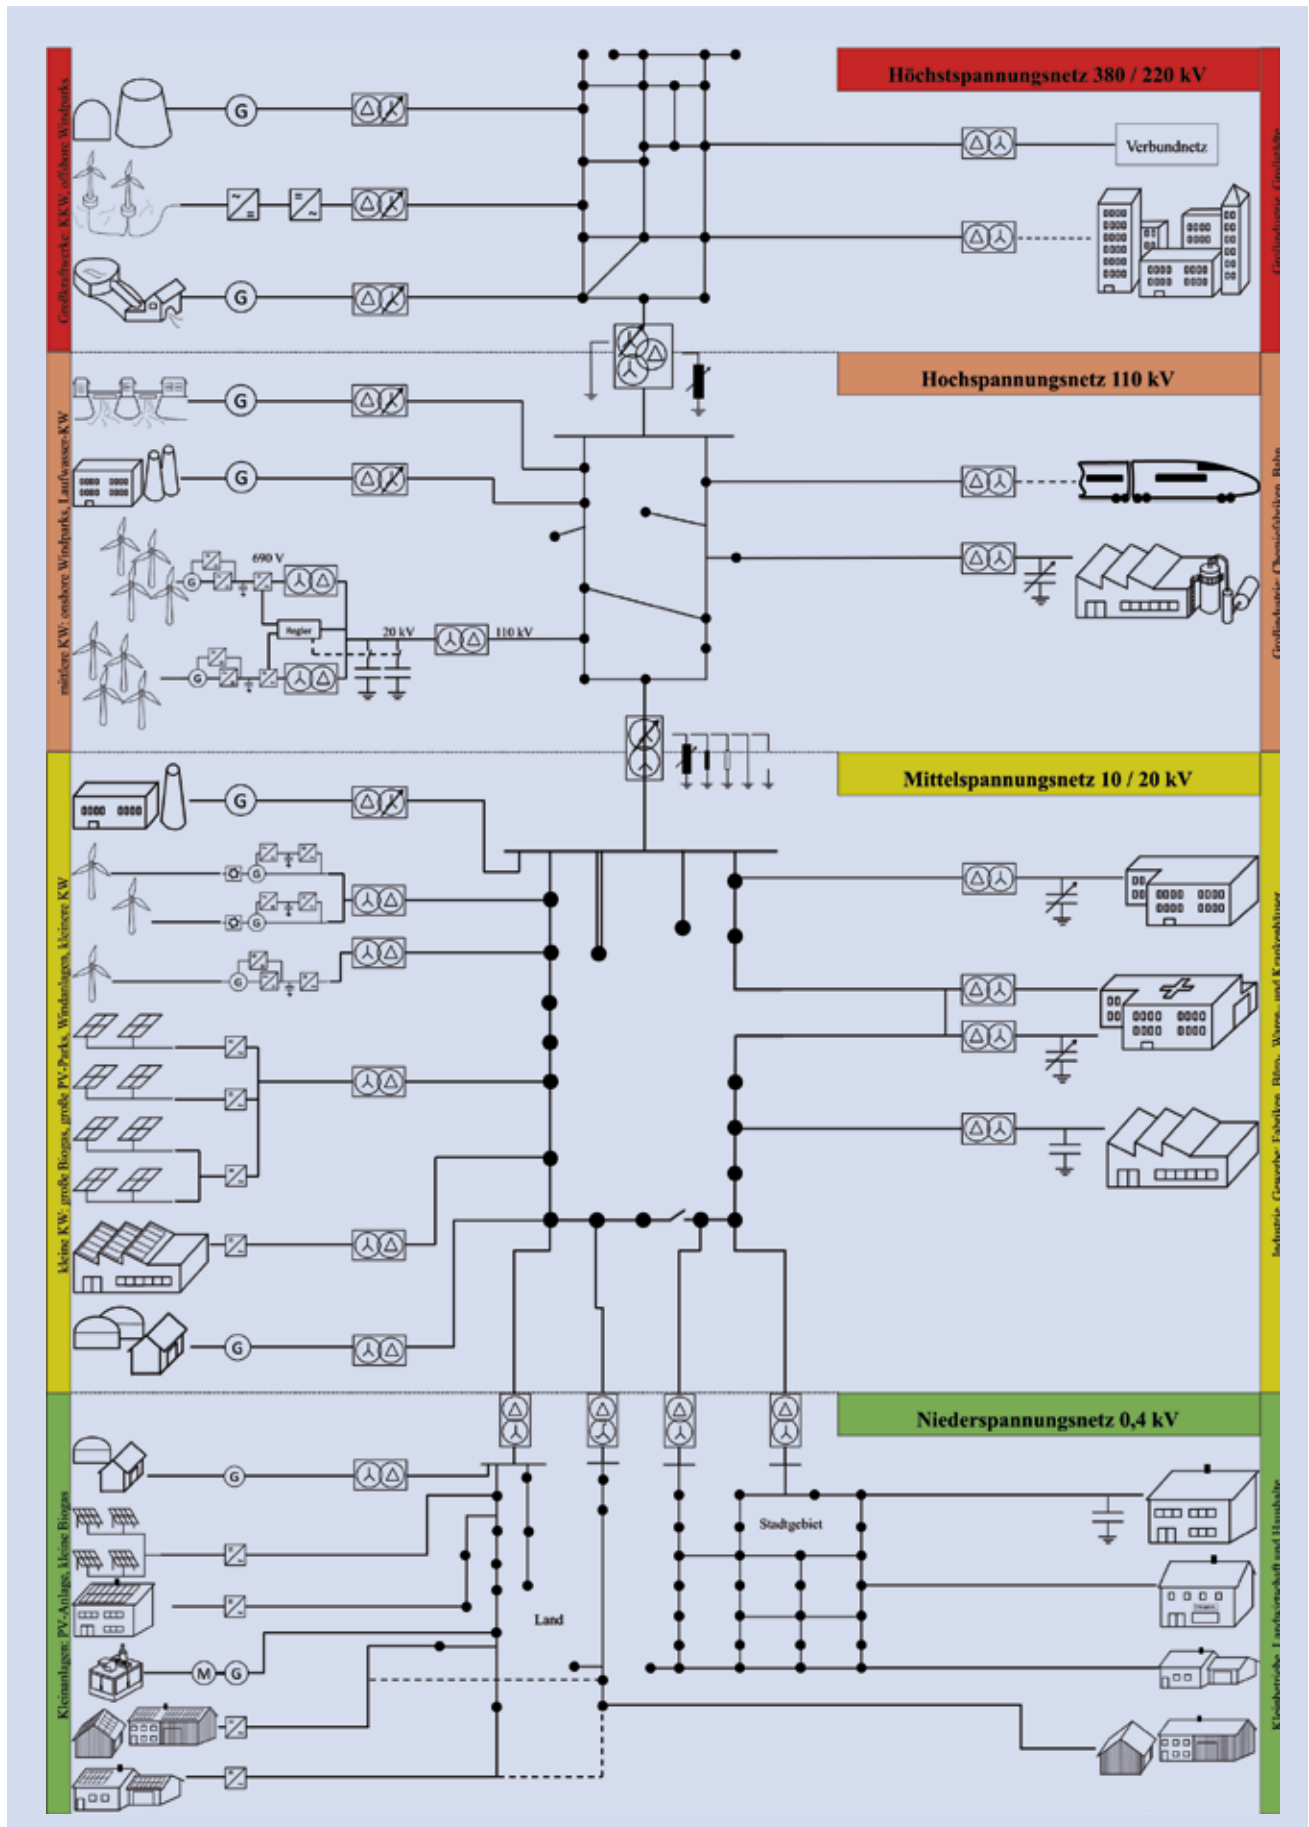 Höchstspannungsnetz 380 / 220 kV
Großkraftwerke: KKW, offshore Windparks
G
Verbundnetz
G
Hochspannungsnetz 110 kV
mittlere KW: onshore Windparks, Laufwasser-KW
G
G
690 V
G
Regler
20 kV
110 kV
G
Mittelspannungsnetz 10 / 20 kV
kleine KW: große Biogas, große PV-Parks, Windanlagen, kleinere KW
G
G
G
G
G
Niederspannungsnetz 0,4 kV
Kleinanlagen: PV-Anlage, kleine Biogas
G
Stadtgebiet
Land
M
G